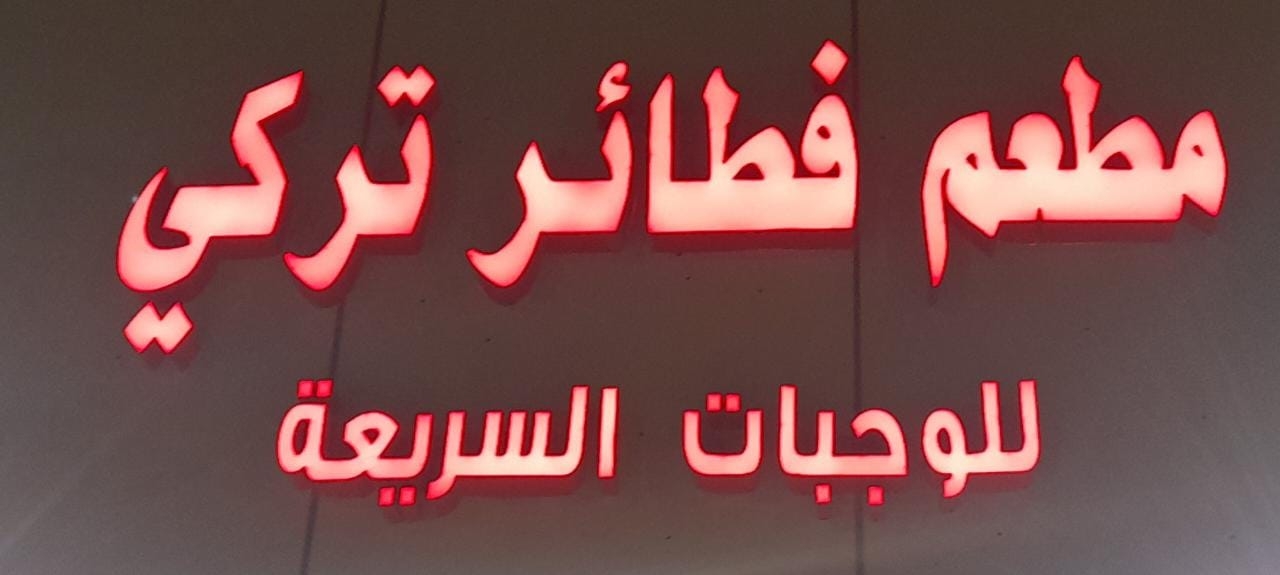 مطعم فطائر تركي
للوجبات السريعة